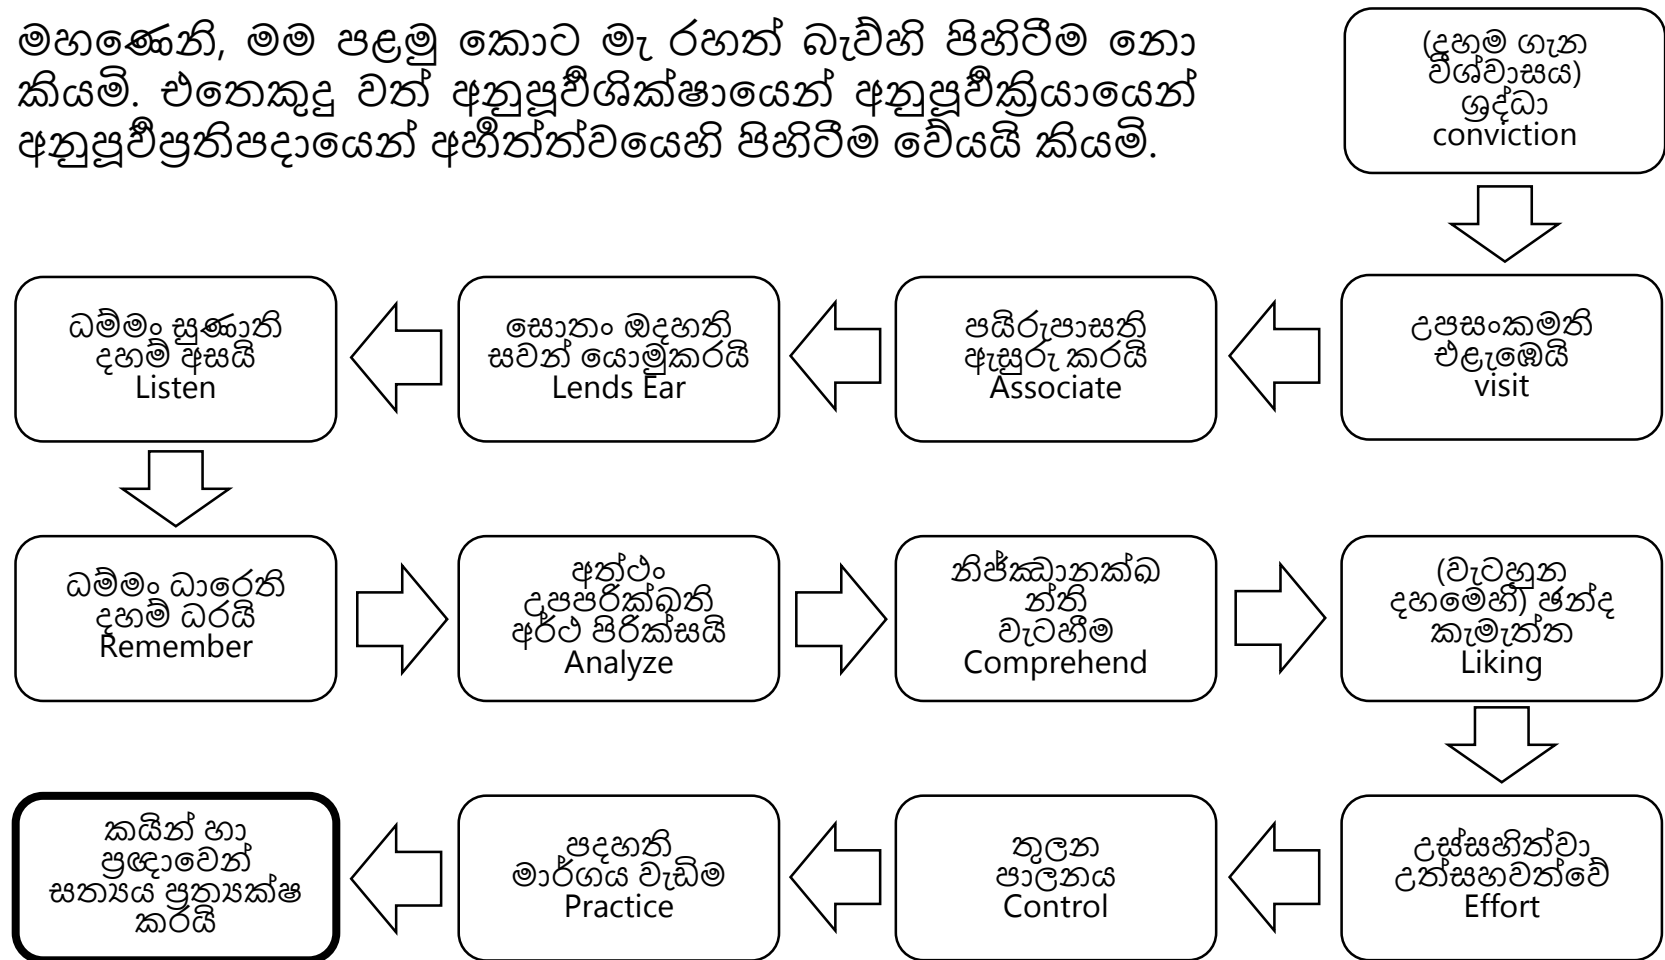 මහණෙනි, මම පළමු කොට මැ රහත් බැව්හි පිහිටීම නො
කියමි. එතෙකුදු වත් අනුපූර්‍වශික්ෂායෙන් අනුපූර්‍වක්‍රියායෙන්
අනුපූර්‍වප්‍රතිපදායෙන් අර්‍හත්ත්වයෙහි පිහිටීම වේයයි කියමි.
(දහම ගැන
විශ්වාසය)
ශ්‍රද්ධා
conviction
උපසංකමති
එළැඹෙයි
visit
පයිරුපාසති
ඇසුරු කරයි
Associate
සොතං ඔදහති
සවන් යොමුකරයි
Lends Ear
ධම්මං සුණාති
දහම් අසයි
Listen
ධම්මං ධාරෙති
දහම් ධරයි
Remember
අත්ථං
උපපරික්ඛති
අර්ථ පිරික්සයි
Analyze
නිජ්ඣානක්ඛ
න්ති
වැටහීම
Comprehend
(වැටහුන
දහමෙහි) ඡන්ද
කැමැත්ත
Liking
උස්සහිත්වා
උත්සහවත්වේ
Effort
තුලන
පාලනය
Control
පදහති
මාර්ගය වැඩිම
Practice
කයින් හා
ප්‍රඥාවෙන්
සත්‍යය ප්‍රත්‍යක්ෂ
කරයි